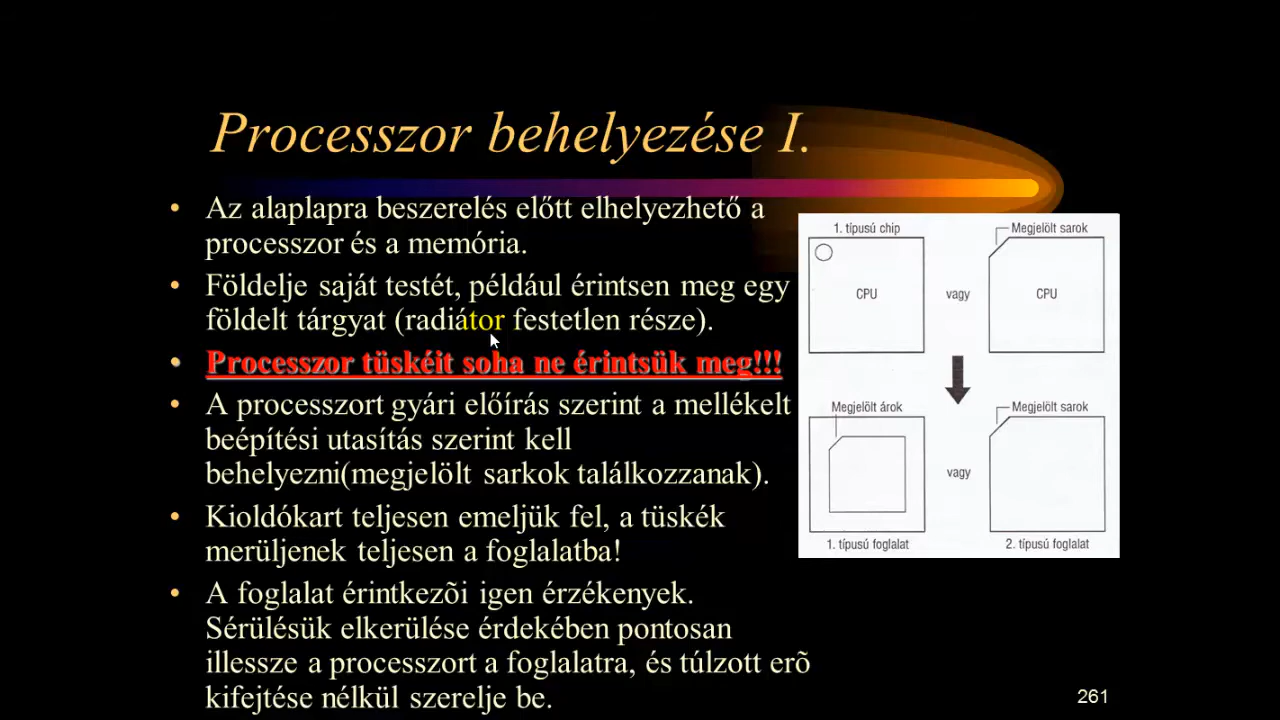 Processzor behelyezése I.
• Az alaplapra beszerelés előtt elhelyezhető a
processzor és a memória.
• Földelje saját testét, például érintsen meg egy
földelt tárgyat (radiátor festetlen része).
• Processzor tüskéit soha ne érintsük meg!!!
• A processzort gyári előírás szerint a mellékelt
beépítési utasítás szerint kell
behelyezni(megjelölt sarkok találkozzanak).
• Kioldókart teljesen emeljük fel, a tüskék
merüljenek teljesen a foglalatba!
• A foglalat érintkezõi igen érzékenyek.
Sérülésük elkerülése érdekében pontosan
illessze a processzort a foglalatra, és túlzott erõ
kifejtése nélkül szerelje be.
1. típusú chip
Megjelölt sarok
CPU
vagy
CPU
Megjelölt árok
Megjelölt sarok
vagy
1. típusú foglalat
2. típusú foglalat
261